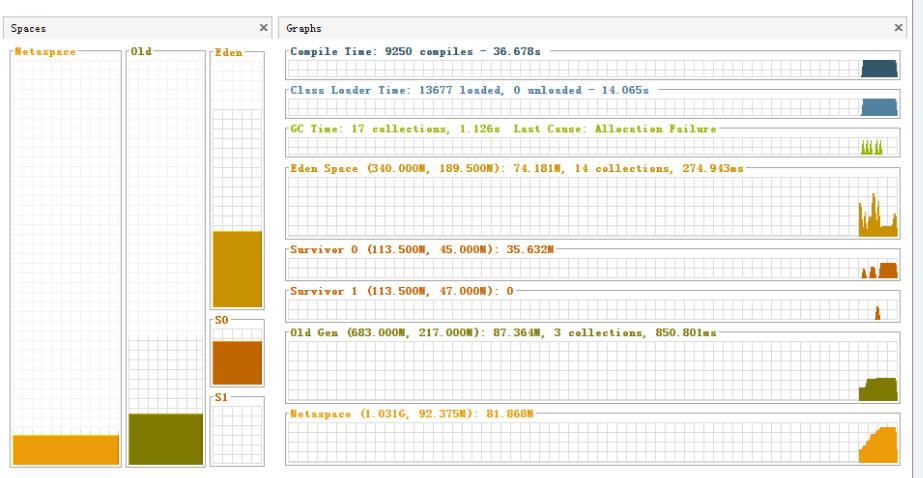 Spaces
Graphs
Metaspace
Old
Eden
S0
S1
Compile Time: 9250 compiles - 36.678s
Class Loader Time: 13677 loaded, 0 unloaded - 14.065s
GC Time: 17 collections, 1.126s Last Cause: Allocation Failure
Eden Space (340.000M, 189.500M): 74.181M, 14 collections, 274.943ms
Survivor 0 (113.500M, 45.000M): 35.632M
Survivor 1 (113.500M, 47.000M): 0
Old Gen (683.000M, 217.000M): 87.364M, 3 collections, 850.801ms
Metaspace (1.031G, 92.375M): 81.868M